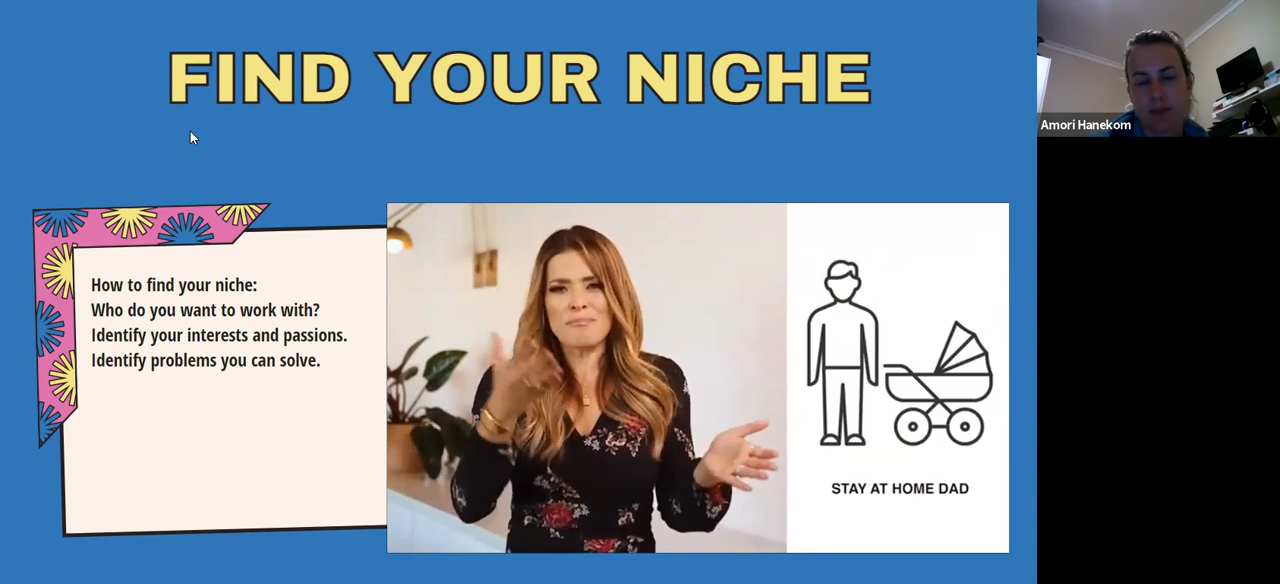 FIND YOUR NICHE
Amori Hanekom
How to find your niche:
Who do you want to work with?
Identify your interests and passions.
Identify problems you can solve.
STAY AT HOME DAD